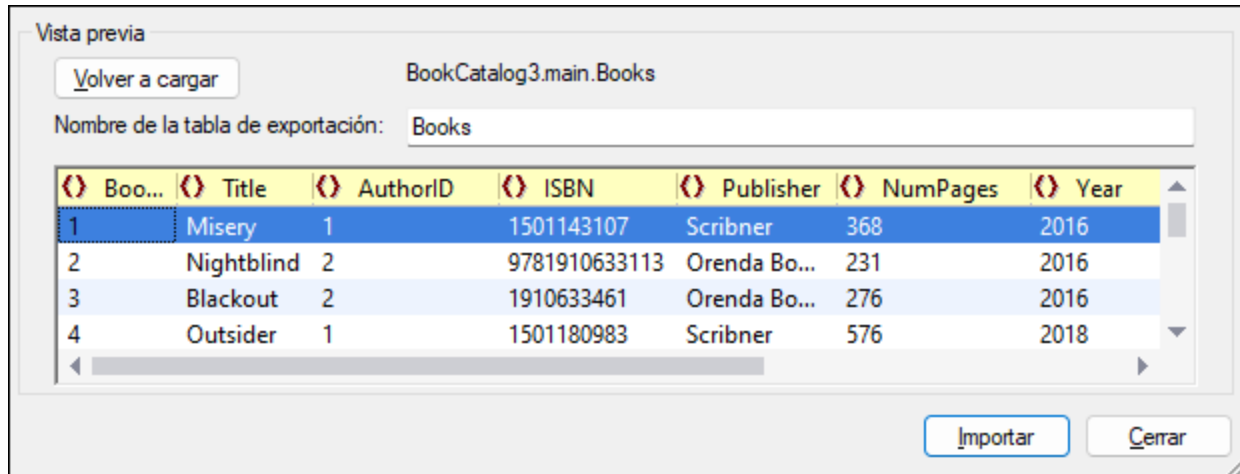 Vista previa
Volver a cargar BookCatalog3.main.Books
Nombre de la tabla de exportación: Books
Boo... Title AuthorID ISBN Publisher NumPages Year
1 Misery 1 1501143107 Scribner 368 2016
2 Nightblind 2 9781910633113 Orenda Bo... 231 2016
3 Blackout 2 1910633461 Orenda Bo... 276 2016
4 Outsider 1 1501180983 Scribner 576 2018
Importar Cerrar